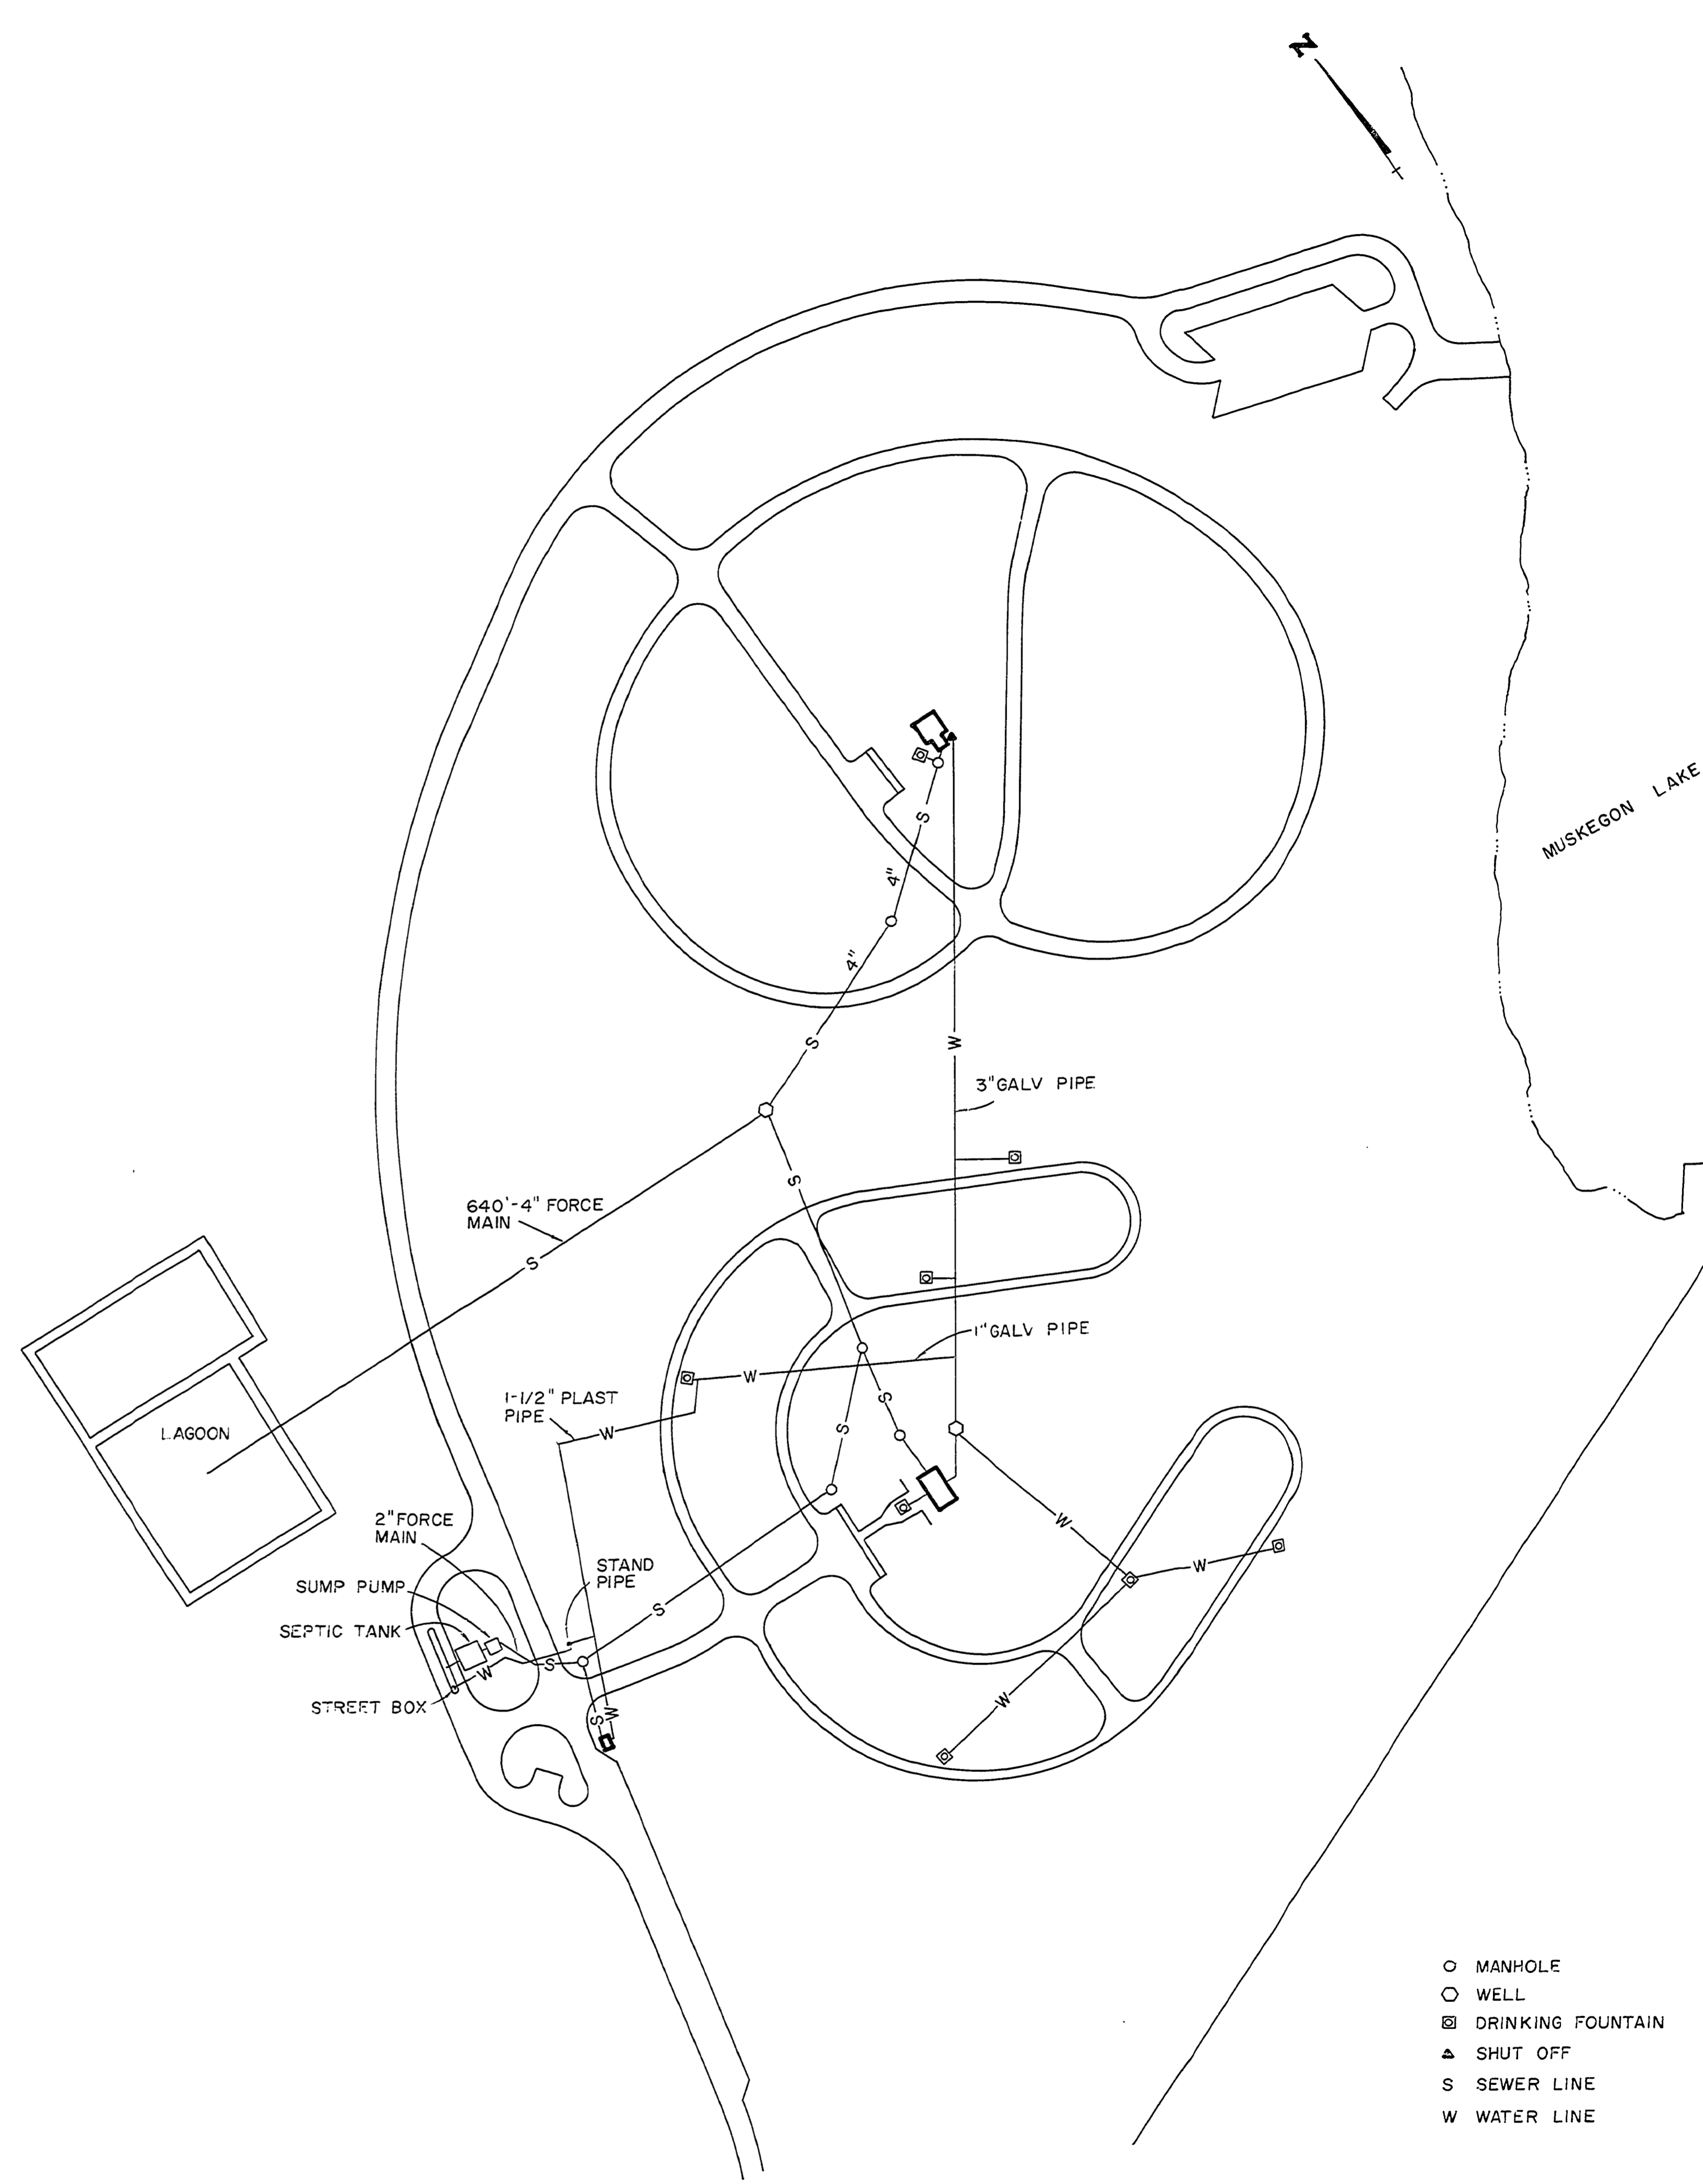 N
MUSKEGON LAKE
S
4"
4"
S
W
3" GALV PIPE
S
640'-4" FORCE
MAIN
S
1" GALV PIPE
W
1-1/2" PLAST
PIPE
W
S
S
LAGOON
2" FORCE
MAIN
W
STAND
PIPE
W
SUMP PUMP
S
SEPTIC TANK
S
W
STREET BOX
W
S
W
MANHOLE
WELL
DRINKING FOUNTAIN
SHUT OFF
S SEWER LINE
W WATER LINE